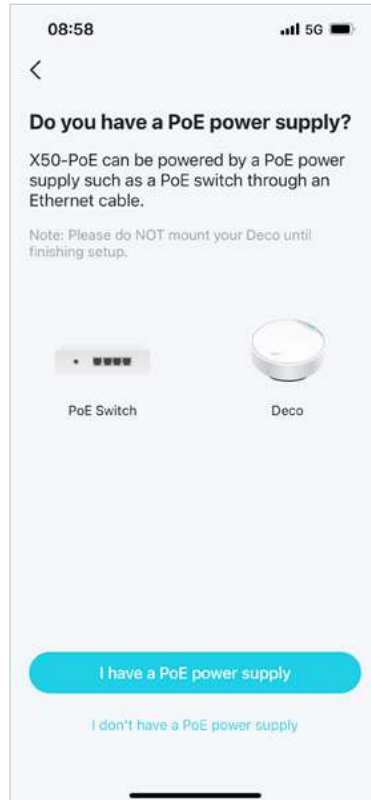 08:58
5G
Do you have a PoE power supply?
X50-PoE can be powered by a PoE power
supply such as a PoE switch through an
Ethernet cable.
Note: Please do NOT mount your Deco until
finishing setup.
PoE Switch
Deco
I have a PoE power supply
I don't have a PoE power supply